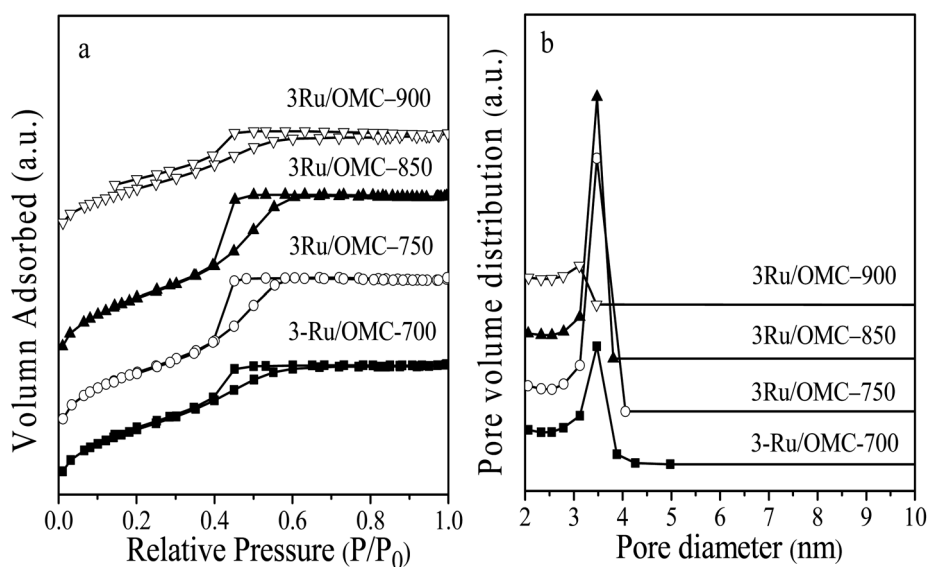 a
3Ru/OMC–900
3Ru/OMC–850
3Ru/OMC–750
3-Ru/OMC-700
Volumn Adsorbed (a.u.)
0.0 0.2 0.4 0.6 0.8 1.0
Relative Pressure (P/P0)
b
3Ru/OMC–900
3Ru/OMC–850
3Ru/OMC–750
3-Ru/OMC-700
Pore volume distribution (a.u.)
2 3 4 5 6 7 8 9 10
Pore diameter (nm)